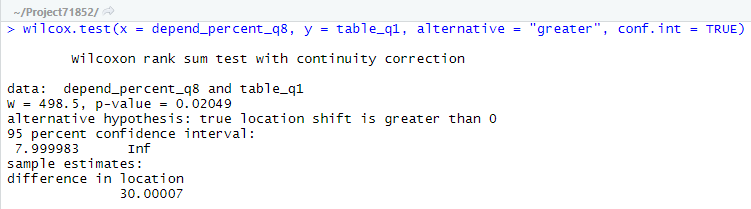 ~/Project71852/
> wilcox.test(x = depend_percent_q8, y = table_q1, alternative = "greater", conf.int = TRUE)
Wilcoxon rank sum test with continuity correction
data:  depend_percent_q8 and table_q1
W = 498.5, p-value = 0.02049
alternative hypothesis: true location shift is greater than 0
95 percent confidence interval:
7.999983      Inf
sample estimates:
difference in location
30.00007